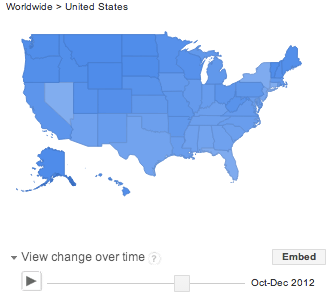 Worldwide > United States
View change over time ?
Embed
Oct-Dec 2012